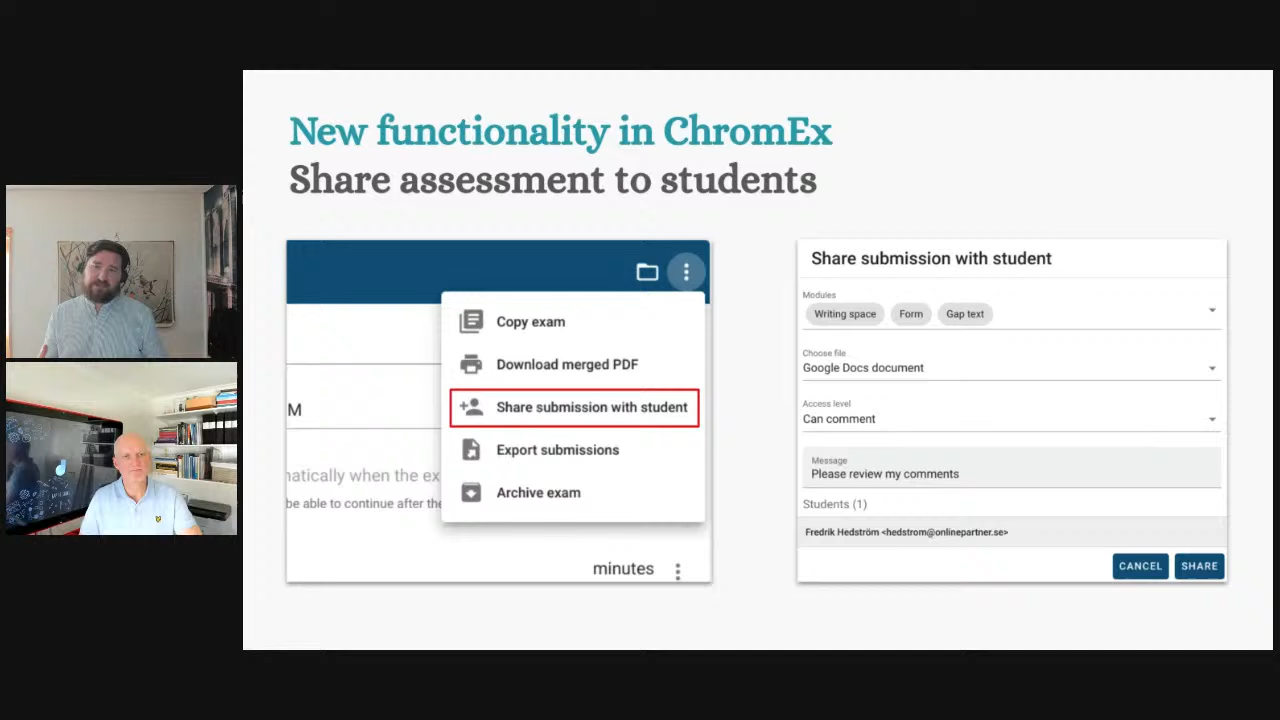 New functionality in ChromEx
Share assessment to students
Copy exam
Download merged PDF
Share submission with student
Export submissions
Archive exam
M
natically when the ex
be able to continue after the
minutes
Share submission with student
Modules
Writing space Form Gap text
Choose file
Google Docs document
Access level
Can comment
Message
Please review my comments
Students (1)
Fredrik Hedström <hedstrom@onlinepartner.se>
CANCEL SHARE